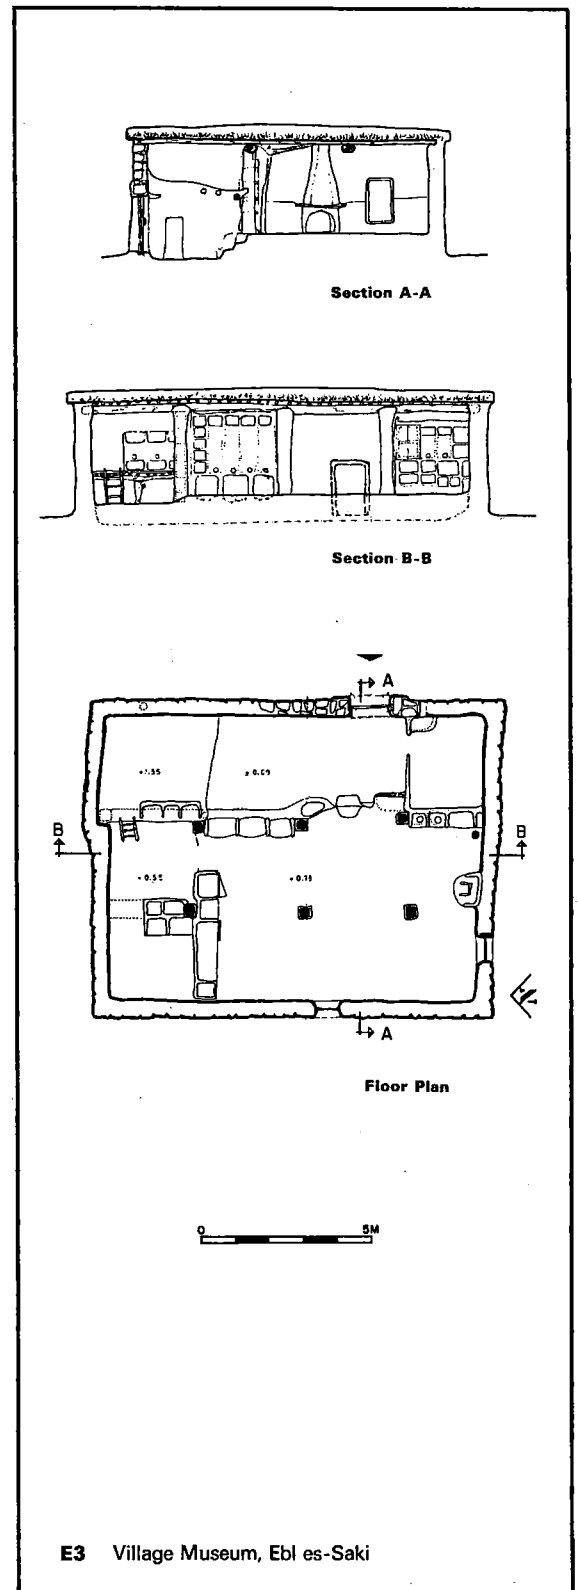 Section A-A
Section B-B
A
B
B
A
Floor Plan
0 5M
E3 Village Museum, Ebl es-Saki